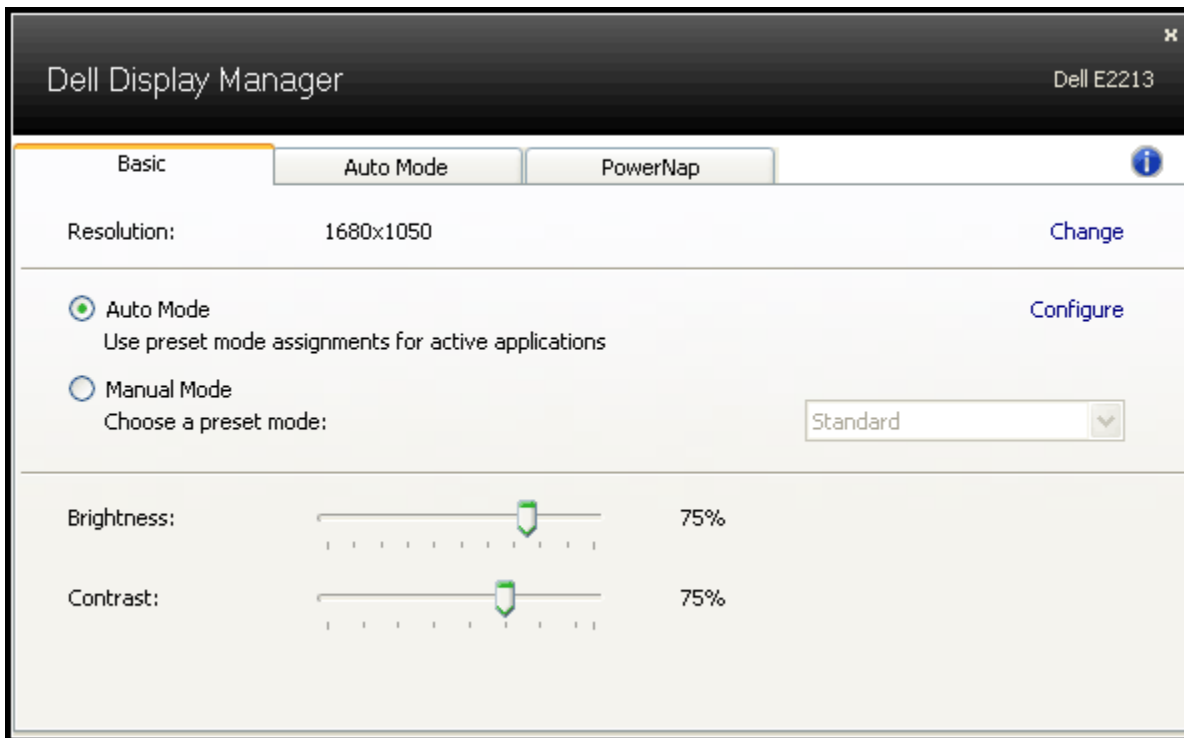 Dell Display Manager
Dell E2213
Basic
Auto Mode
PowerNap
Resolution:
1680x1050
Change
Auto Mode
Configure
Use preset mode assignments for active applications
Manual Mode
Choose a preset mode:
Standard
Brightness:
75%
Contrast:
75%